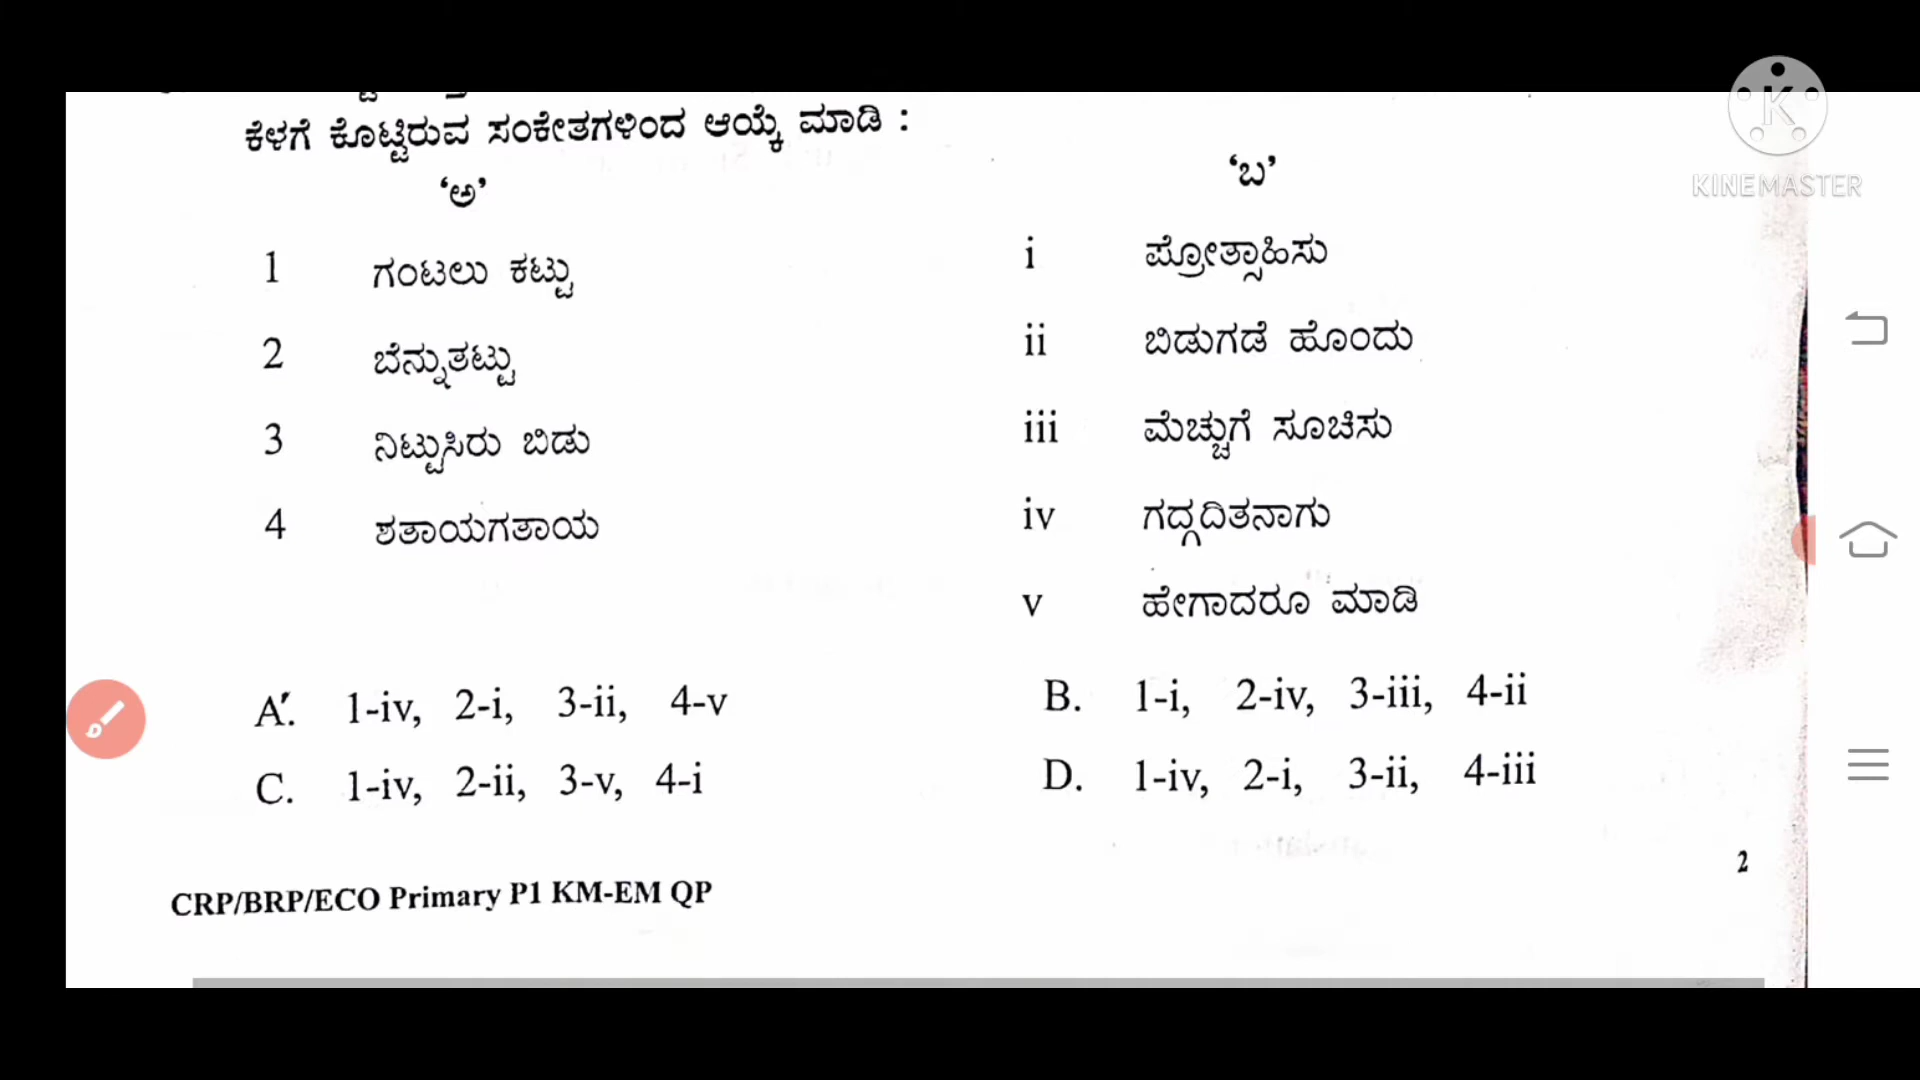 ಕೆಳಗೆ ಕೊಟ್ಟಿರುವ ಸಂಕೇತಗಳಿಂದ ಆಯ್ಕೆ ಮಾಡಿ :
‘ಅ’ ‘ಬ’
1 ಗಂಟಲು ಕಟ್ಟು i ಪ್ರೋತ್ಸಾಹಿಸು
2 ಬೆನ್ನುತಟ್ಟು ii ಬಿಡುಗಡೆ ಹೊಂದು
3 ನಿಟ್ಟುಸಿರು ಬಿಡು iii ಮೆಚ್ಚುಗೆ ಸೂಚಿಸು
4 ಶತಾಯಗತಾಯ iv ಗದ್ಗದಿತನಾಗು
v ಹೇಗಾದರೂ ಮಾಡಿ
A. 1-iv, 2-i, 3-ii, 4-v B. 1-i, 2-iv, 3-iii, 4-ii
C. 1-iv, 2-ii, 3-v, 4-i D. 1-iv, 2-i, 3-ii, 4-iii
2
CRP/BRP/ECO Primary P1 KM-EM QP
K
KINEMASTER